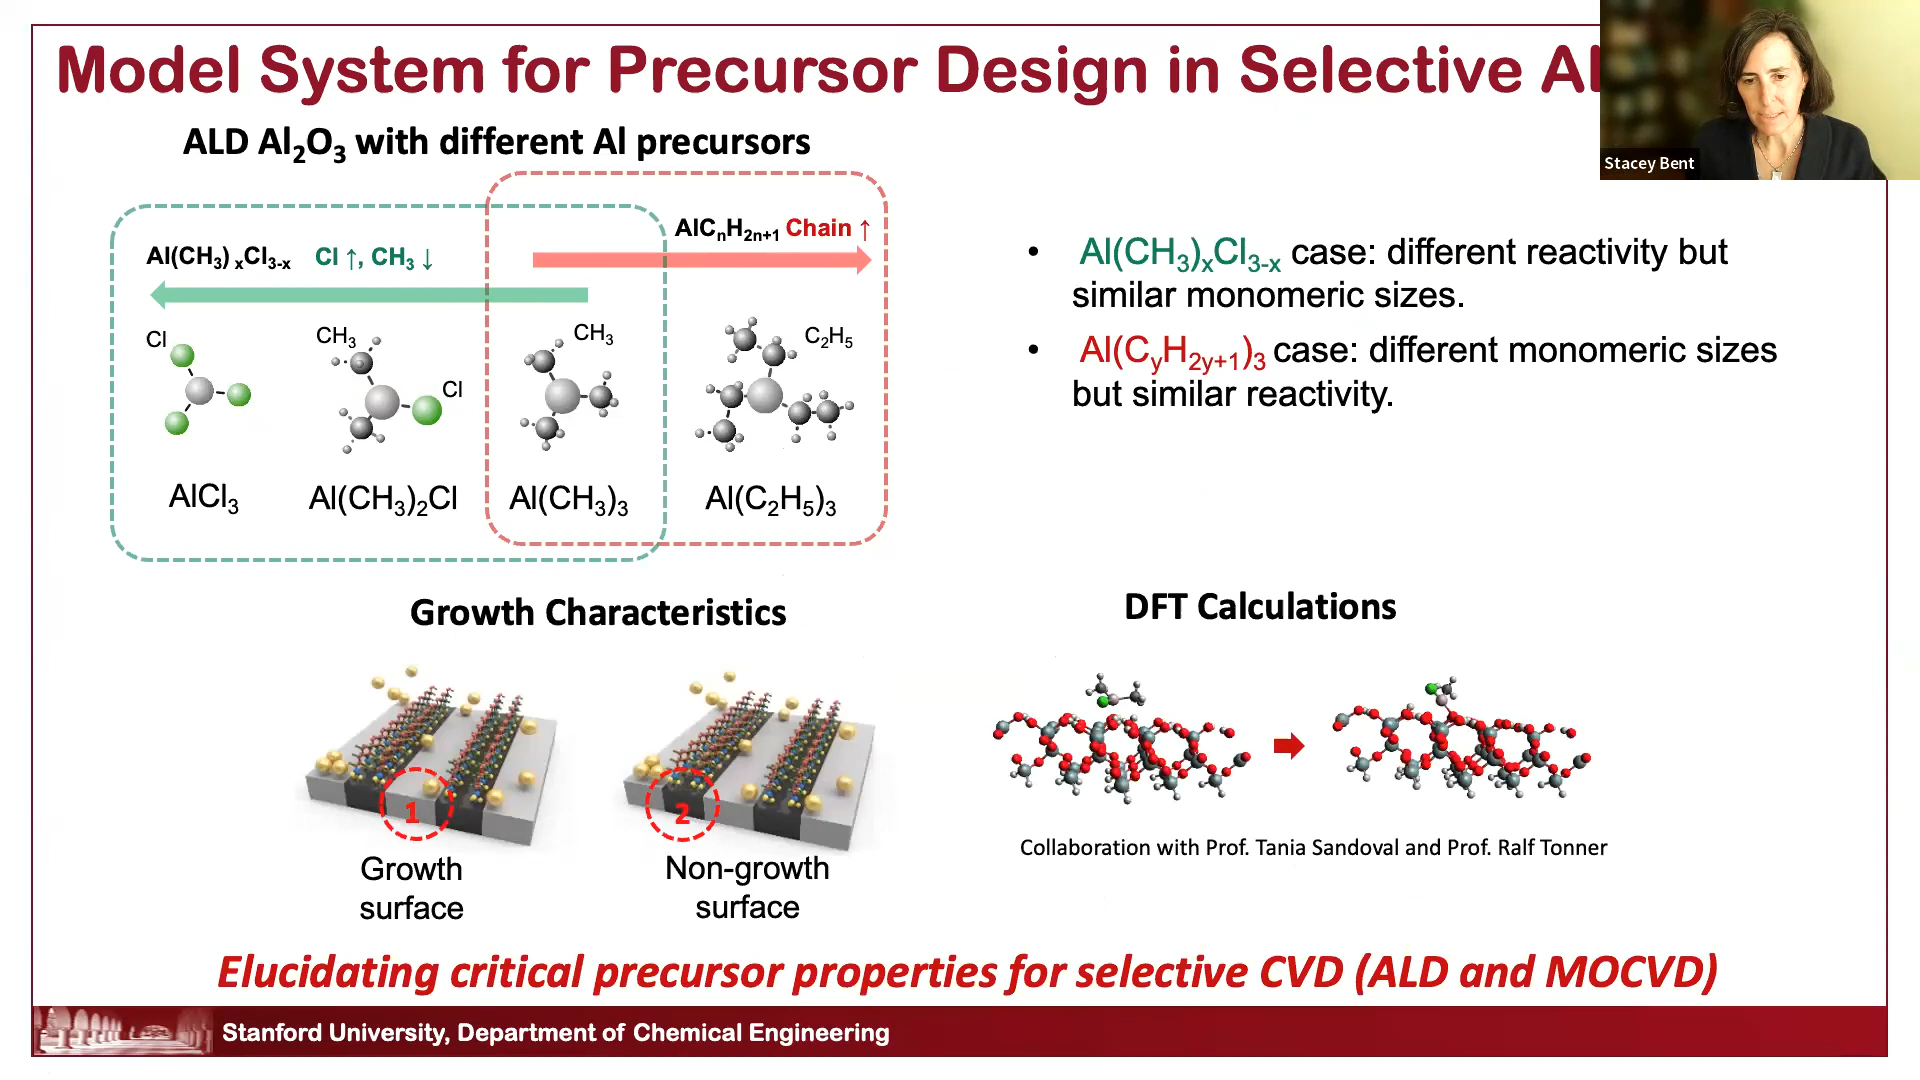 Model System for Precursor Design in Selective Al
Stacey Bent
ALD Al₂O₃ with different Al precursors
Al(CH₃) ₓCl₃₋ₓ Cl ↑, CH₃ ↓
AlCₙH₂ₙ₊₁ Chain ↑
Cl
CH₃
Cl
CH₃
C₂H₅
AlCl₃
Al(CH₃)₂Cl
Al(CH₃)₃
Al(C₂H₅)₃
• Al(CH₃)ₓCl₃₋ₓ case: different reactivity but
similar monomeric sizes.
• Al(CyH2y+1)₃ case: different monomeric sizes
but similar reactivity.
Growth Characteristics
1
Growth
surface
2
Non-growth
surface
DFT Calculations
Collaboration with Prof. Tania Sandoval and Prof. Ralf Tonner
Elucidating critical precursor properties for selective CVD (ALD and MOCVD)
Stanford University, Department of Chemical Engineering